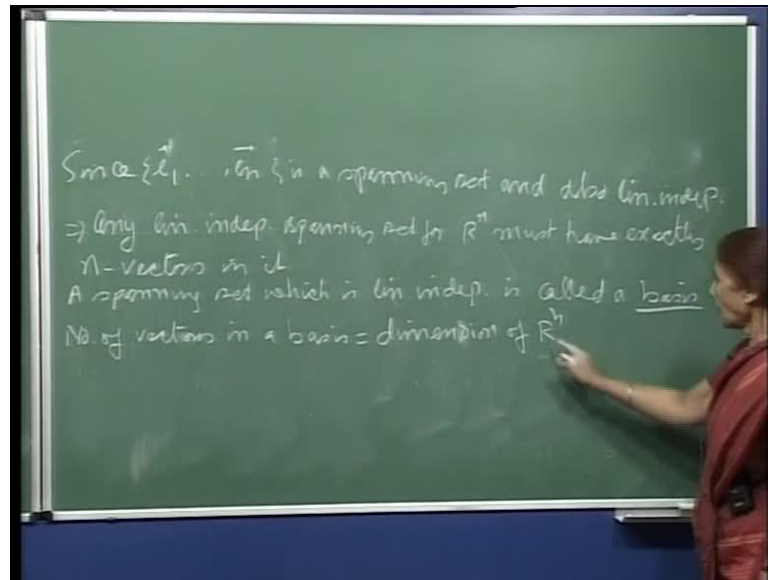 Since {e⃗₁ ... , e⃗n} is a spanning set and also lin. indep.
⇒ Any lin. indep. spanning set for Rⁿ must have exactly
n-vectors in it
A spanning set which is lin. indep. is called a basis
No. of vectors in a basis = dimension of Rⁿ